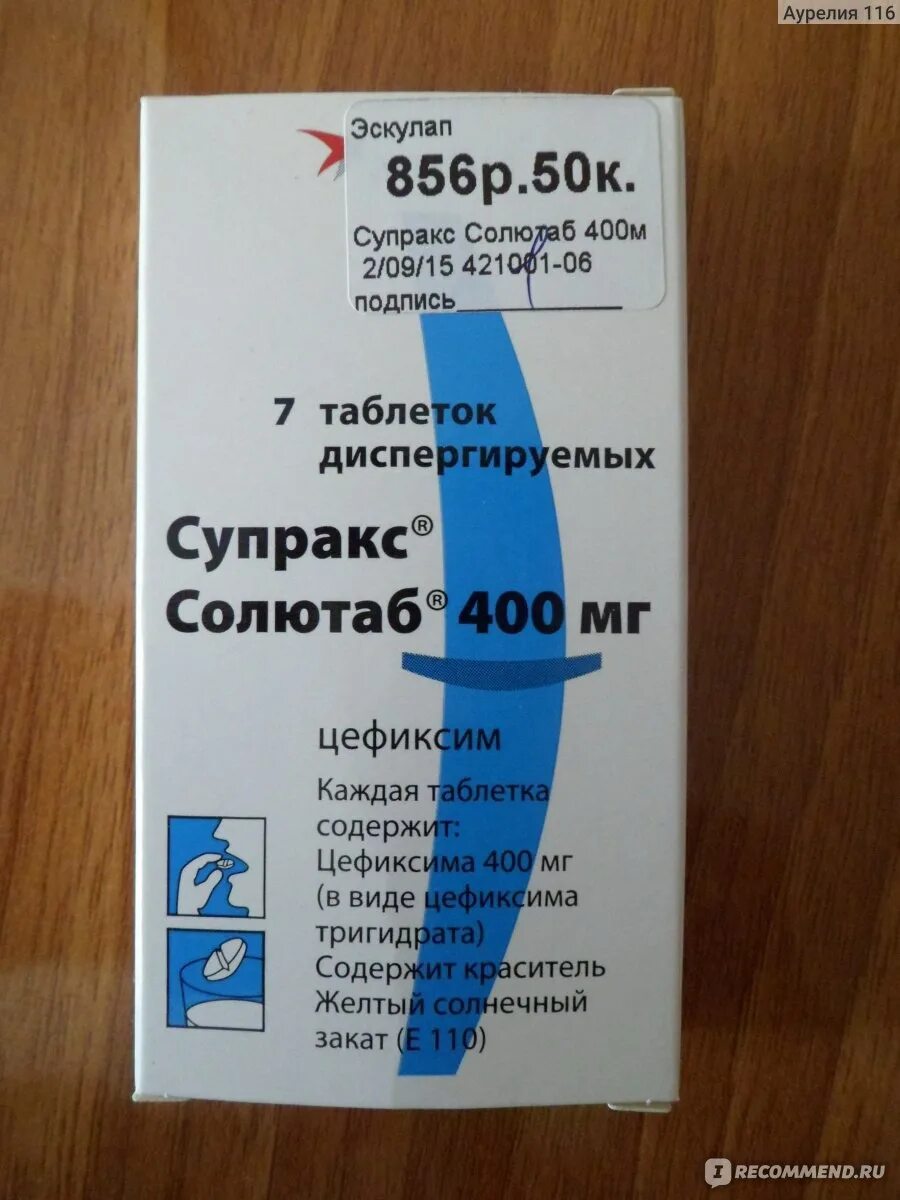 Аурелия 116
Эскулап
856р.50к.
Супракс Солютаб 400м
2/09/15 421001-06
подпись
7 таблеток
диспергируемых
Супракс®
Солютаб® 400 мг
цефиксим
Каждая таблетка
содержит:
Цефиксима 400 мг
(в виде цефиксима
тригидрата)
Содержит краситель
Желтый солнечный
закат (Е 110)
IRECOMMEND.RU